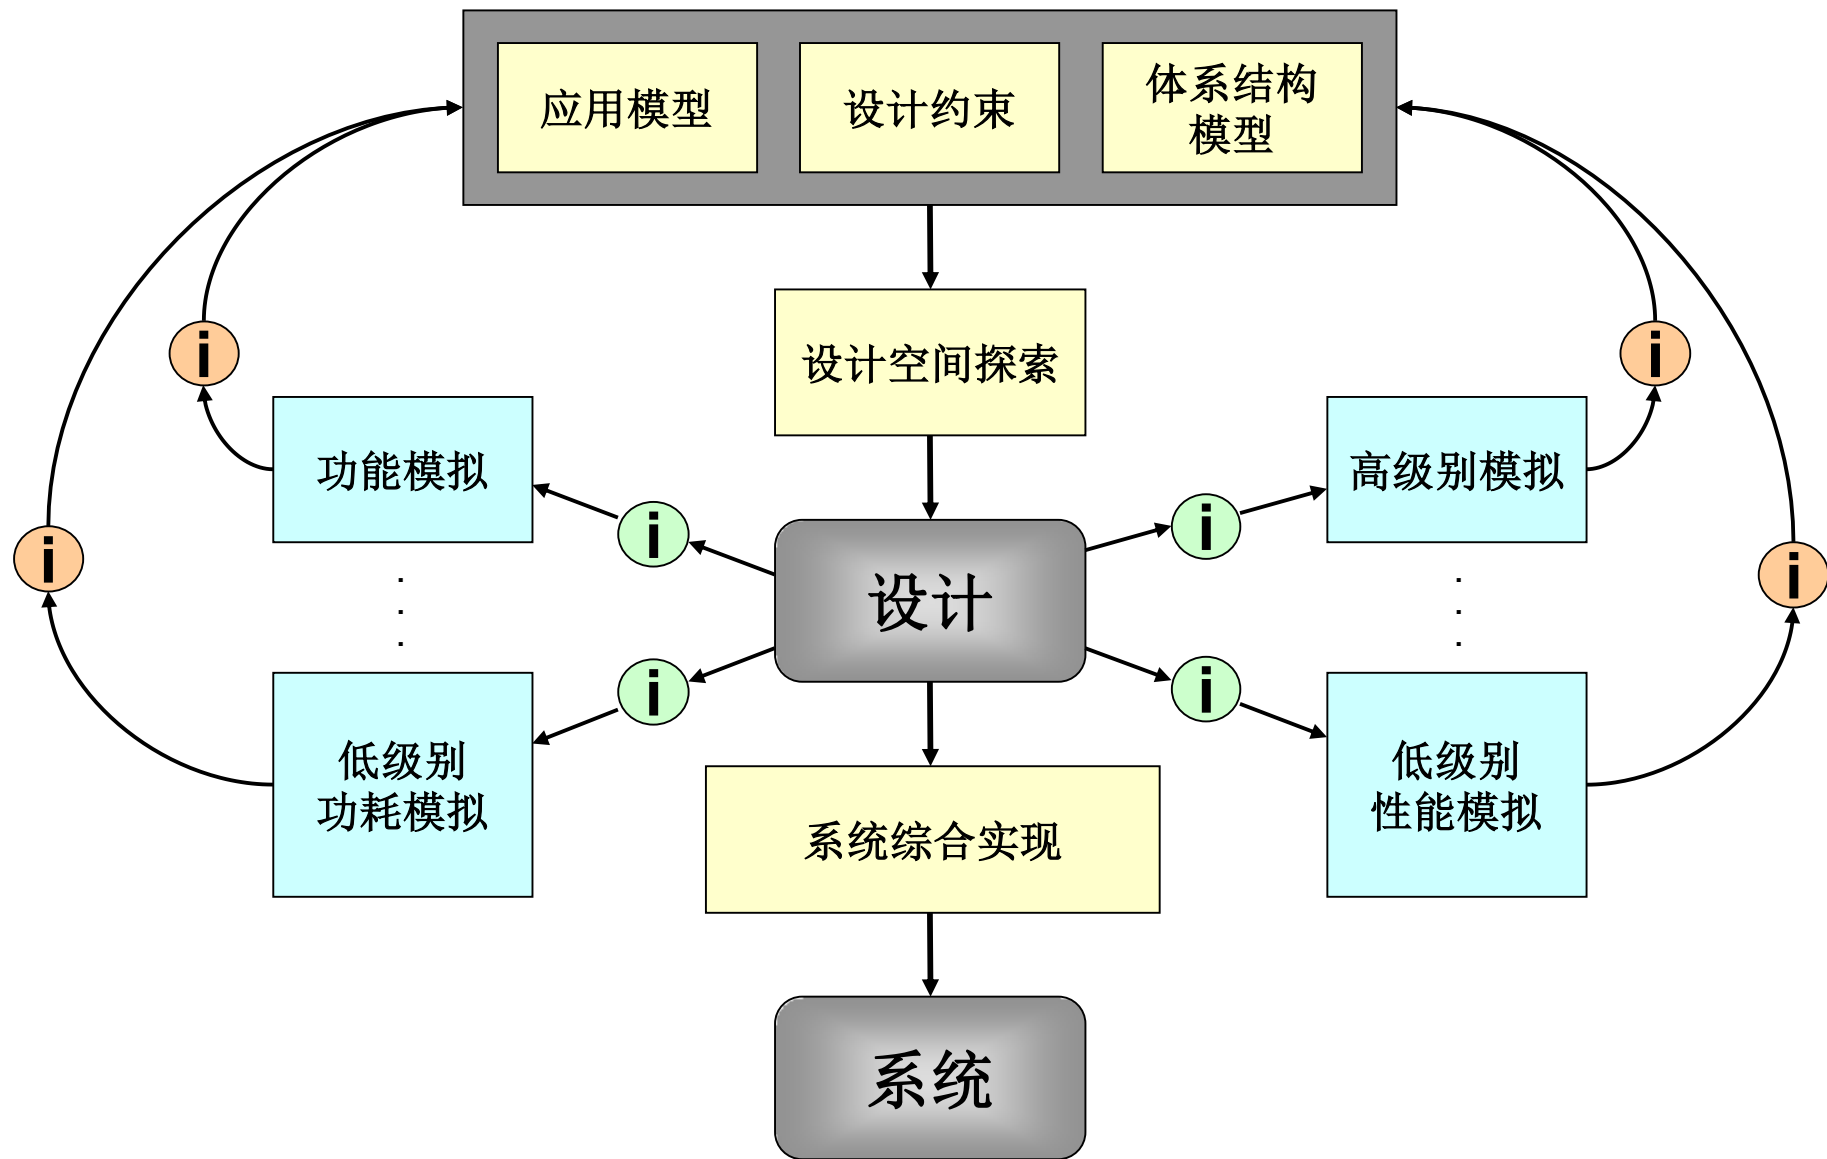 应用模型
设计约束
体系结构
模型
设计空间探索
i
i
功能模拟
高级别模拟
i
i
i
i
设计
i
i
低级别
功耗模拟
低级别
性能模拟
系统综合实现
系统